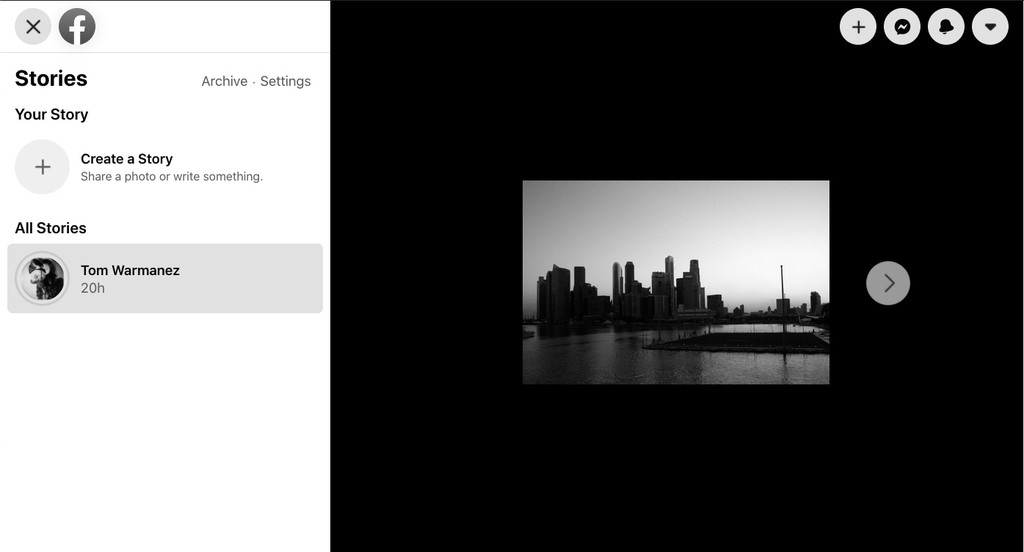 Stories
Archive · Settings
Your Story
Create a Story
Share a photo or write something.
All Stories
Tom Warmanez
20h